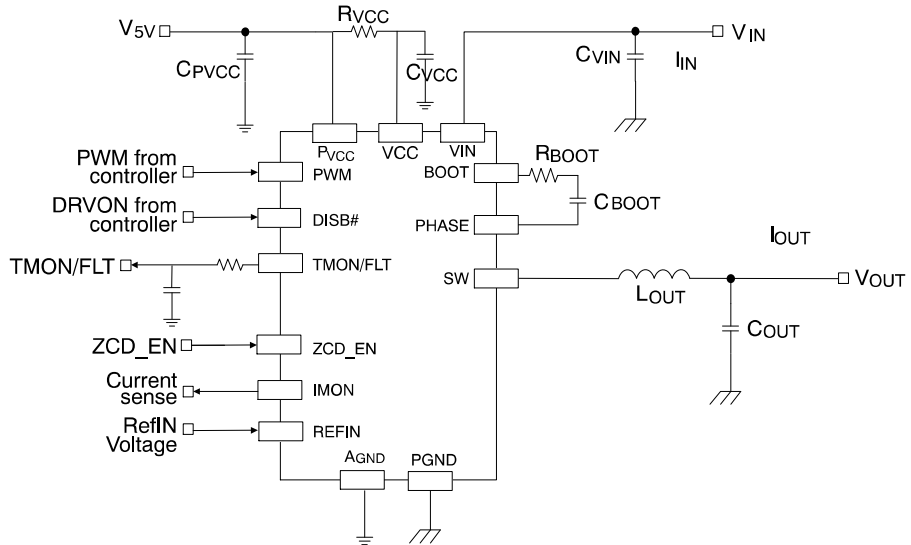 V5V
RVCC
CPVCC
CVCC
CVIN
IIN
VIN
PVCC
VCC
VIN
PWM from
controller
PWM
BOOT
RBOOT
CBOOT
DRVON from
controller
DISB#
PHASE
TMON/FLT
TMON/FLT
SW
LOUT
IOUT
VOUT
COUT
ZCD_EN
ZCD_EN
Current
sense
IMON
RefIN
Voltage
REFIN
AGND
PGND